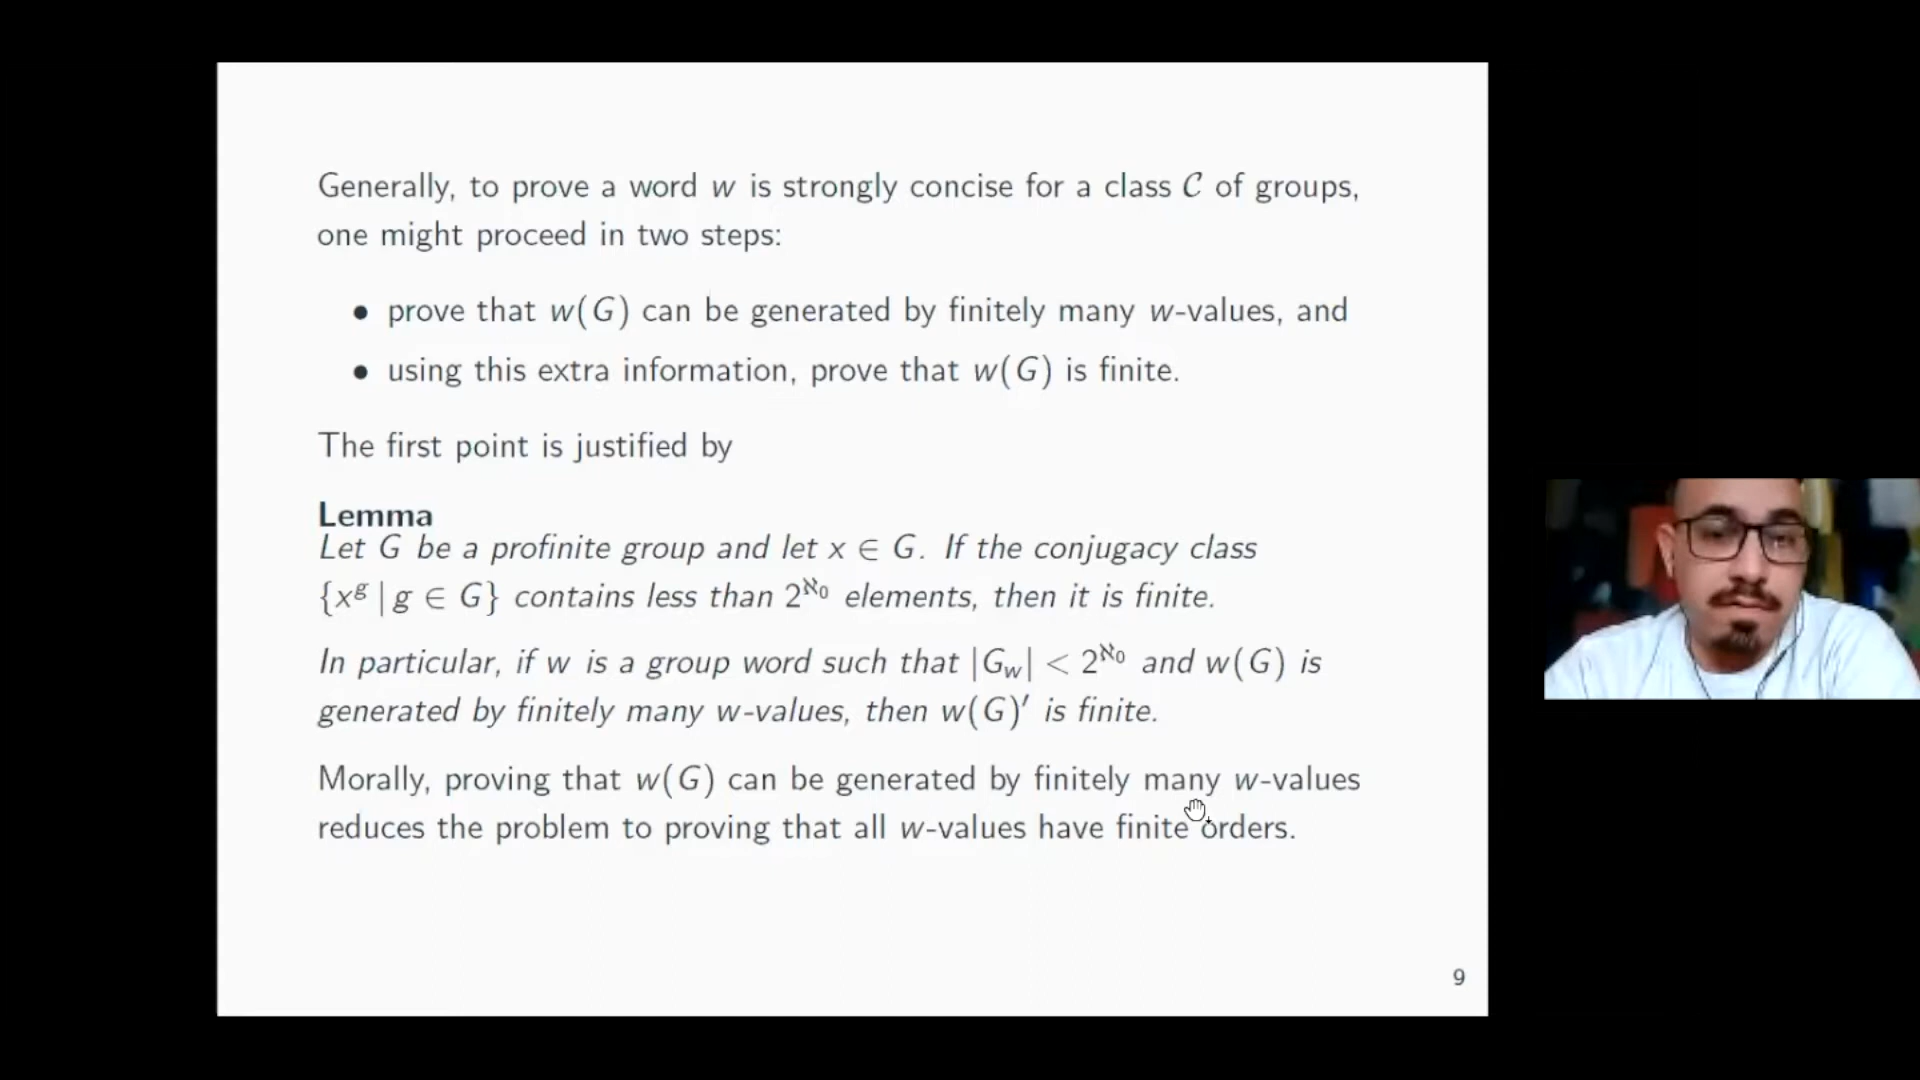 Generally, to prove a word w is strongly concise for a class 𝒞 of groups,
one might proceed in two steps:
• prove that w(G) can be generated by finitely many w-values, and
• using this extra information, prove that w(G) is finite.
The first point is justified by
Lemma
Let G be a profinite group and let x ∈ G. If the conjugacy class
{xᵍ | g ∈ G} contains less than 2^ℵ₀ elements, then it is finite.
In particular, if w is a group word such that |G_w| < 2^ℵ₀ and w(G) is
generated by finitely many w-values, then w(G)′ is finite.
Morally, proving that w(G) can be generated by finitely many w-values
reduces the problem to proving that all w-values have finite orders.
9